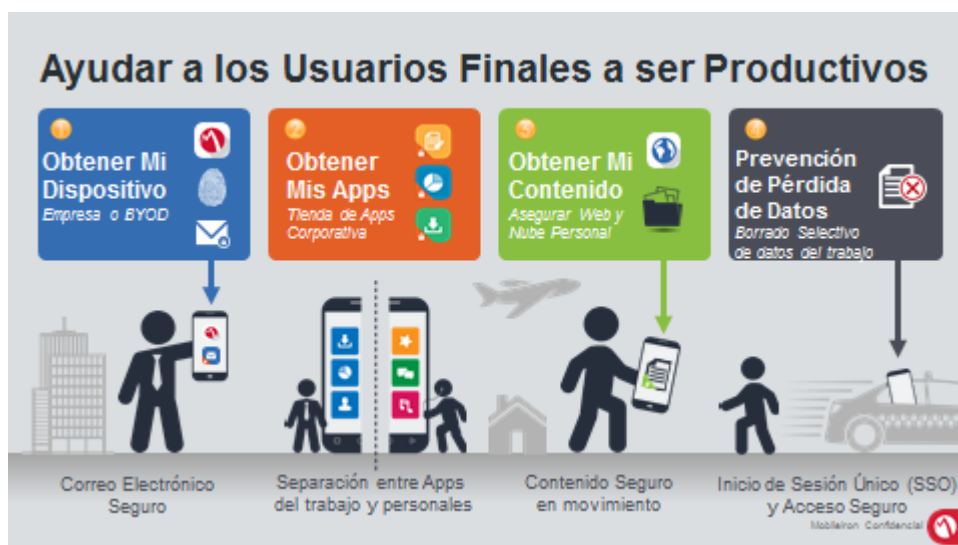 Ayudar a los Usuarios Finales a ser Productivos
1
Obtener Mi
Dispositivo
Empresa o BYOD
2
Obtener
Mis Apps
Tienda de Apps
Corporativa
3
Obtener Mi
Contenido
Asegurar Web y
Nube Personal
Prevención
de Pérdida
de Datos
Borrado Selectivo
de datos del trabajo
Correo Electrónico
Seguro
Separación entre Apps
del trabajo y personales
Contenido Seguro
en movimiento
Inicio de Sesión Único (SSO)
y Acceso Seguro
MobileIron Confidencial